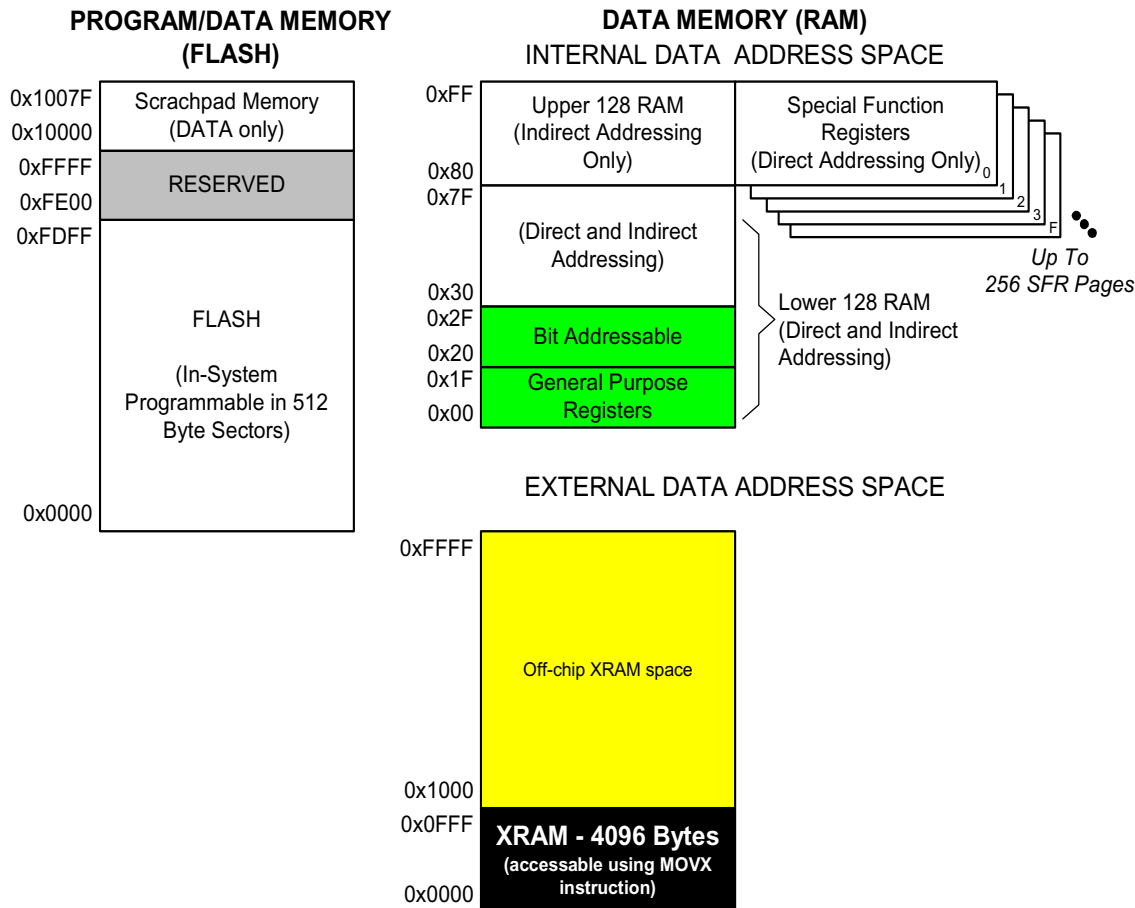 PROGRAM/DATA MEMORY
(FLASH)
0x1007F
Scrachpad Memory
0x10000
(DATA only)
0xFFFF
RESERVED
0xFE00
0xFDFF
FLASH
(In-System
Programmable in 512
Byte Sectors)
0x0000
DATA MEMORY (RAM)
INTERNAL DATA ADDRESS SPACE
0xFF
Upper 128 RAM
(Indirect Addressing
Only)
0x80
Special Function
Registers
(Direct Addressing Only)
0
1
2
3
F
Up To
256 SFR Pages
0x7F
(Direct and Indirect
Addressing)
0x30
0x2F
Bit Addressable
0x20
0x1F
General Purpose
Registers
0x00
Lower 128 RAM
(Direct and Indirect
Addressing)
EXTERNAL DATA ADDRESS SPACE
0xFFFF
Off-chip XRAM space
0x1000
0x0FFF
XRAM - 4096 Bytes
(accessable using MOVX
instruction)
0x0000